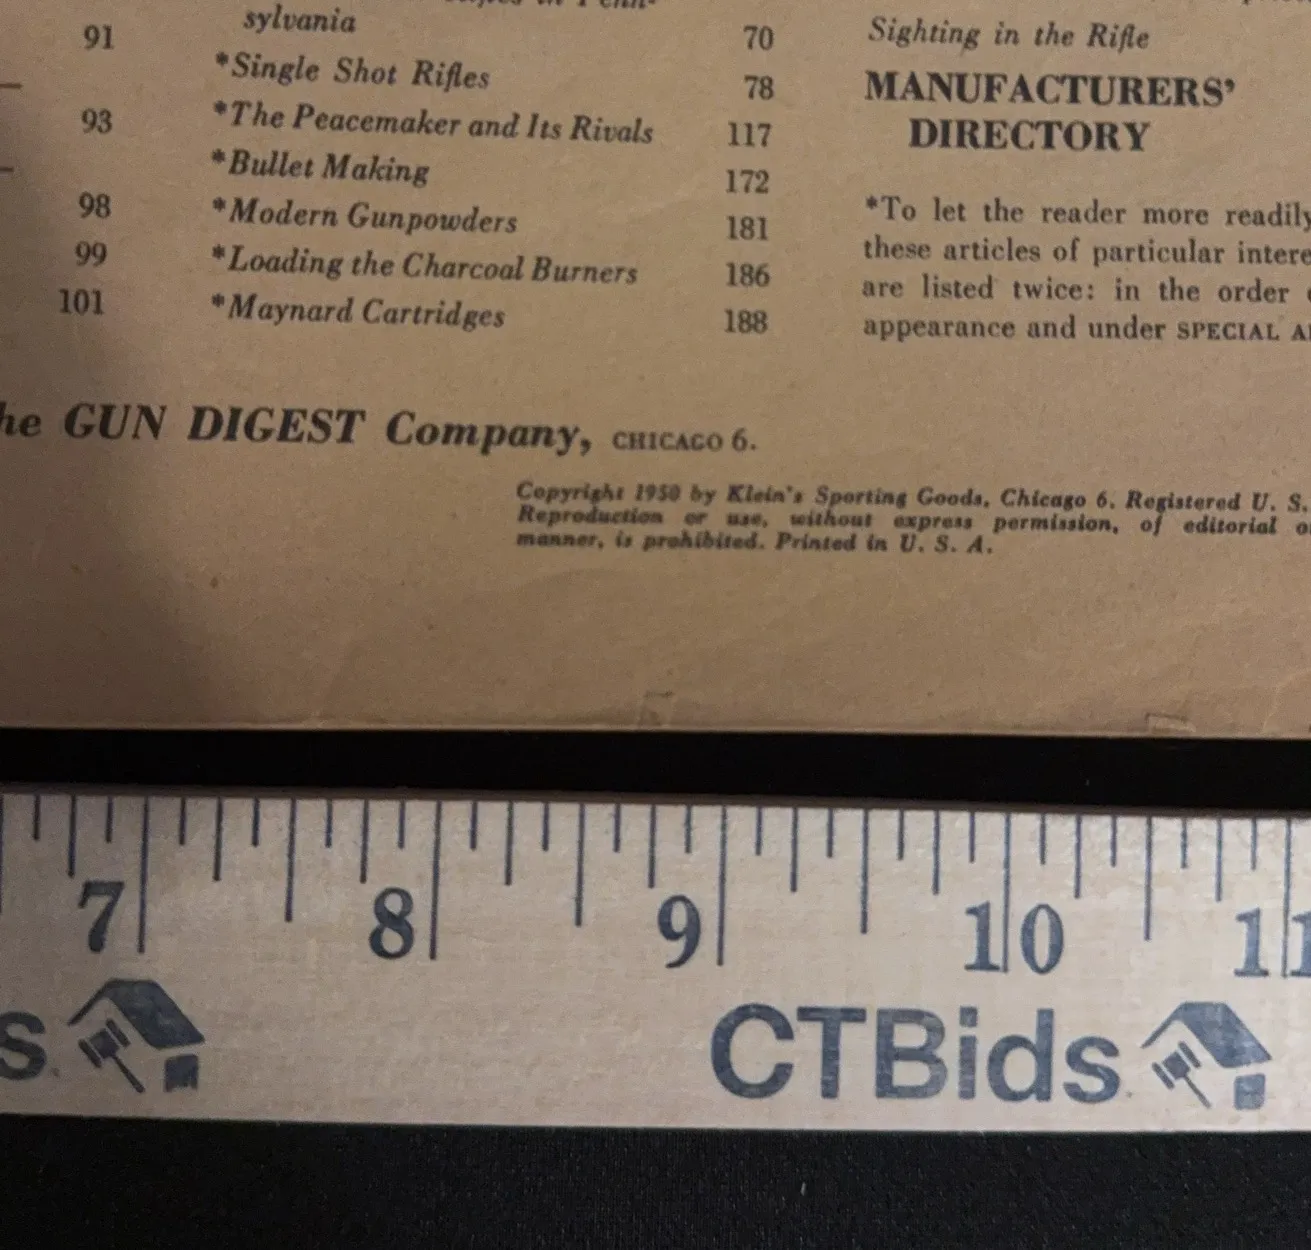 sylvania
91
*Single Shot Rifles
93
*The Peacemaker and Its Rivals
*Bullet Making
98
*Modern Gunpowders
99
*Loading the Charcoal Burners
101
*Maynard Cartridges
70
78
117
172
181
186
188
Sighting in the Rifle
MANUFACTURERS'
DIRECTORY
*To let the reader more readily
these articles of particular
are listed twice: in the order
appearance and under SPECIAL
GUN DIGEST Company, CHICAGO 6.
Copyright 1950 by Klein's Sporting Goods, Chicago 6. Registered U. S.
Reproduction or use, without express permission, of editorial
manner, is prohibited. Printed in U. S. A.
7 8 9 10 11
CTBids